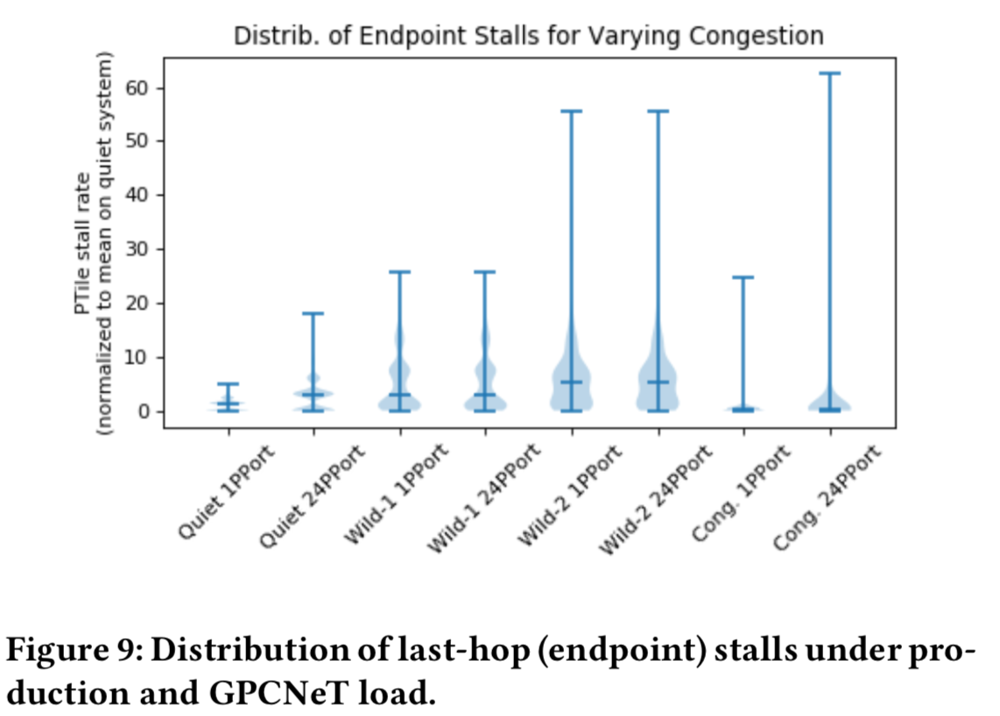 Distrib. of Endpoint Stalls for Varying Congestion
PTile stall rate
(normalized to mean on quiet system)
60
50
40
30
20
10
0
Quiet 1PPort
Quiet 24PPort
Wild-1 1PPort
Wild-1 24PPort
Wild-2 1PPort
Wild-2 24PPort
Cong. 1PPort
Cong. 24PPort
Figure 9: Distribution of last-hop (endpoint) stalls under pro-
duction and GPCNeT load.